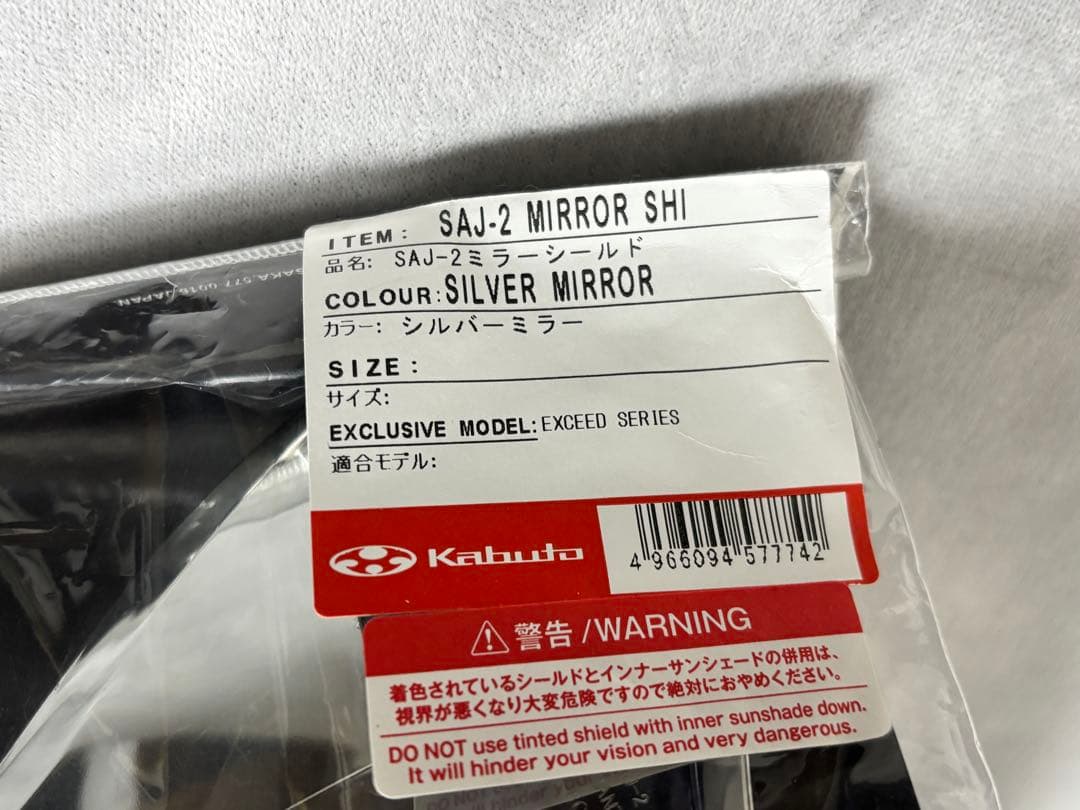 ITEM: SAJ-2 MIRROR SHI
品名: SAJ-2ミラーシールド
COLOUR: SILVER MIRROR
カラー: シルバーミラー
SIZE:
サイズ:
EXCLUSIVE MODEL: EXCEED SERIES
適合モデル:
Kabuto
4 966094 577742
警告/WARNING
着色されているシールドとインナーサンシェードの併用は、
視界が悪くなり大変危険ですので絶対におやめください。
DO NOT use tinted shield with inner sunshade down.
It will hinder your vision and very dangerous.
JAPAN